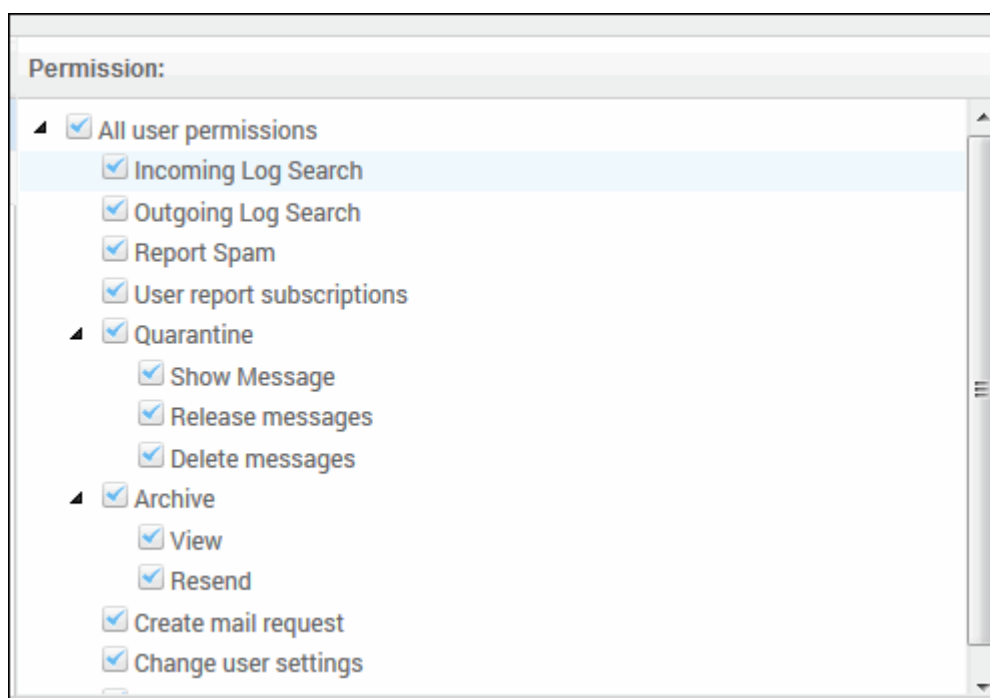 Permission:
All user permissions
Incoming Log Search
Outgoing Log Search
Report Spam
User report subscriptions
Quarantine
Show Message
Release messages
Delete messages
Archive
View
Resend
Create mail request
Change user settings